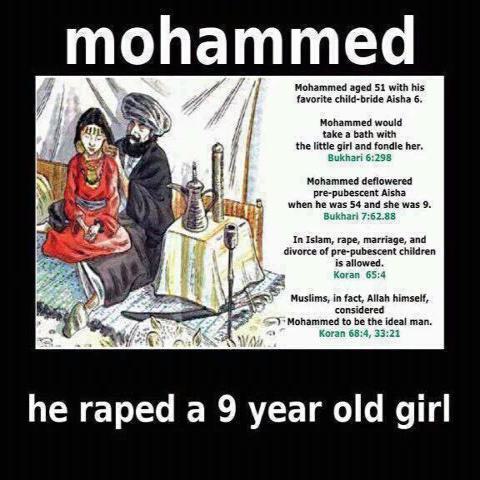 mohammed
Mohammed aged 51 with his
favorite child-bride Aisha 6.
Mohammed would
take a bath with
the little girl and fondle her.
Bukhari 6:298
Mohammed deflowered
pre-pubescent Aisha
when he was 54 and she was 9.
Bukhari 7:62.88
In Islam, rape, marriage, and
divorce of pre-pubescent children
is allowed.
Koran 65:4
Muslims, in fact, Allah himself,
considered
Mohammed to be the ideal man.
Koran 68:4, 33:21
he raped a 9 year old girl